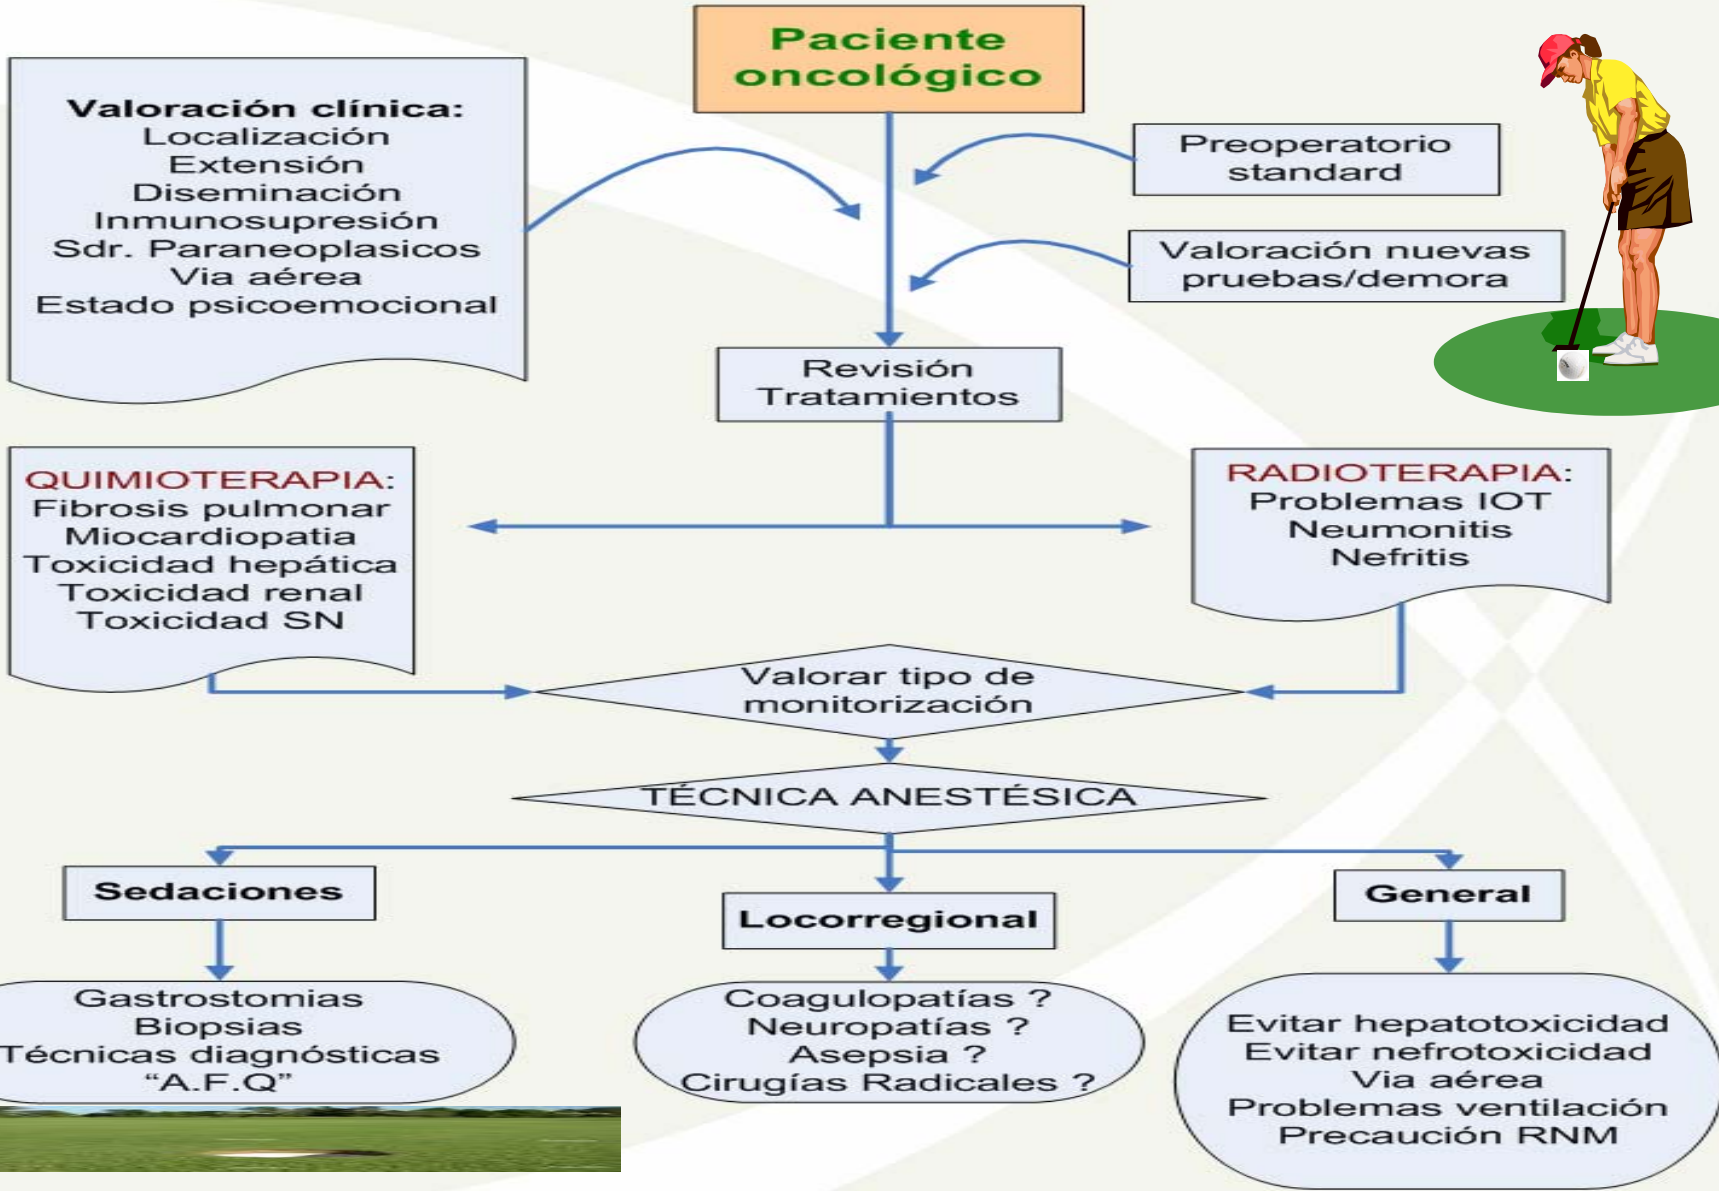 Paciente
oncológico
Valoración clínica:
Localización
Extensión
Diseminación
Inmunosupresión
Sdr. Paraneoplasicos
Via aérea
Estado psicoemocional
Preoperatorio
standard
Valoración nuevas
pruebas/demora
Revisión
Tratamientos
QUIMIOTERAPIA:
Fibrosis pulmonar
Miocardiopatia
Toxicidad hepática
Toxicidad renal
Toxicidad SN
RADIOTERAPIA:
Problemas IOT
Neumonitis
Nefritis
Valorar tipo de
monitorización
TÉCNICA ANESTÉSICA
Sedaciones
Locorregional
General
Gastrostomias
Biopsias
Técnicas diagnósticas
“A.F.Q”
Coagulopatías ?
Neuropatías ?
Asepsia ?
Cirugías Radicales ?
Evitar hepatotoxicidad
Evitar nefrotoxicidad
Via aérea
Problemas ventilación
Precaución RNM